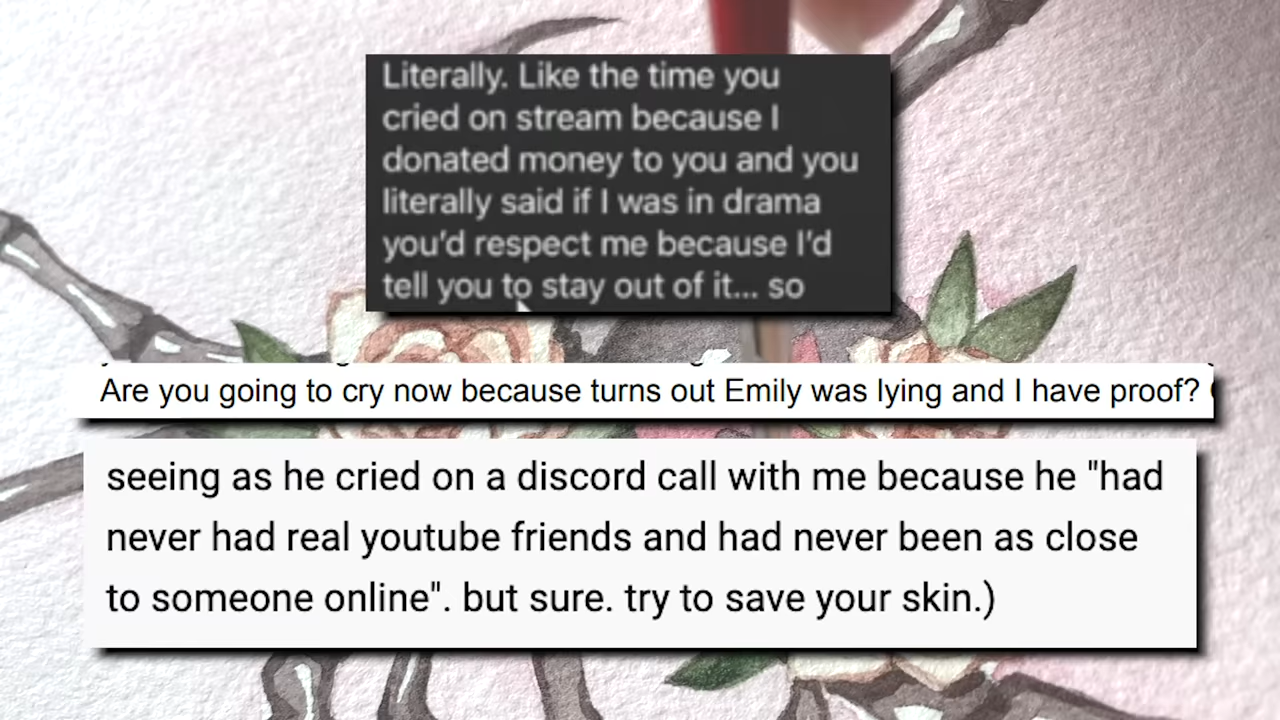 Literally. Like the time you
cried on stream because I
donated money to you and you
literally said if I was in drama
you'd respect me because I'd
tell you to stay out of it... so
Are you going to cry now because turns out Emily was lying and I have proof?
seeing as he cried on a discord call with me because he "had
never had real youtube friends and had never been as close
to someone online". but sure. try to save your skin.)